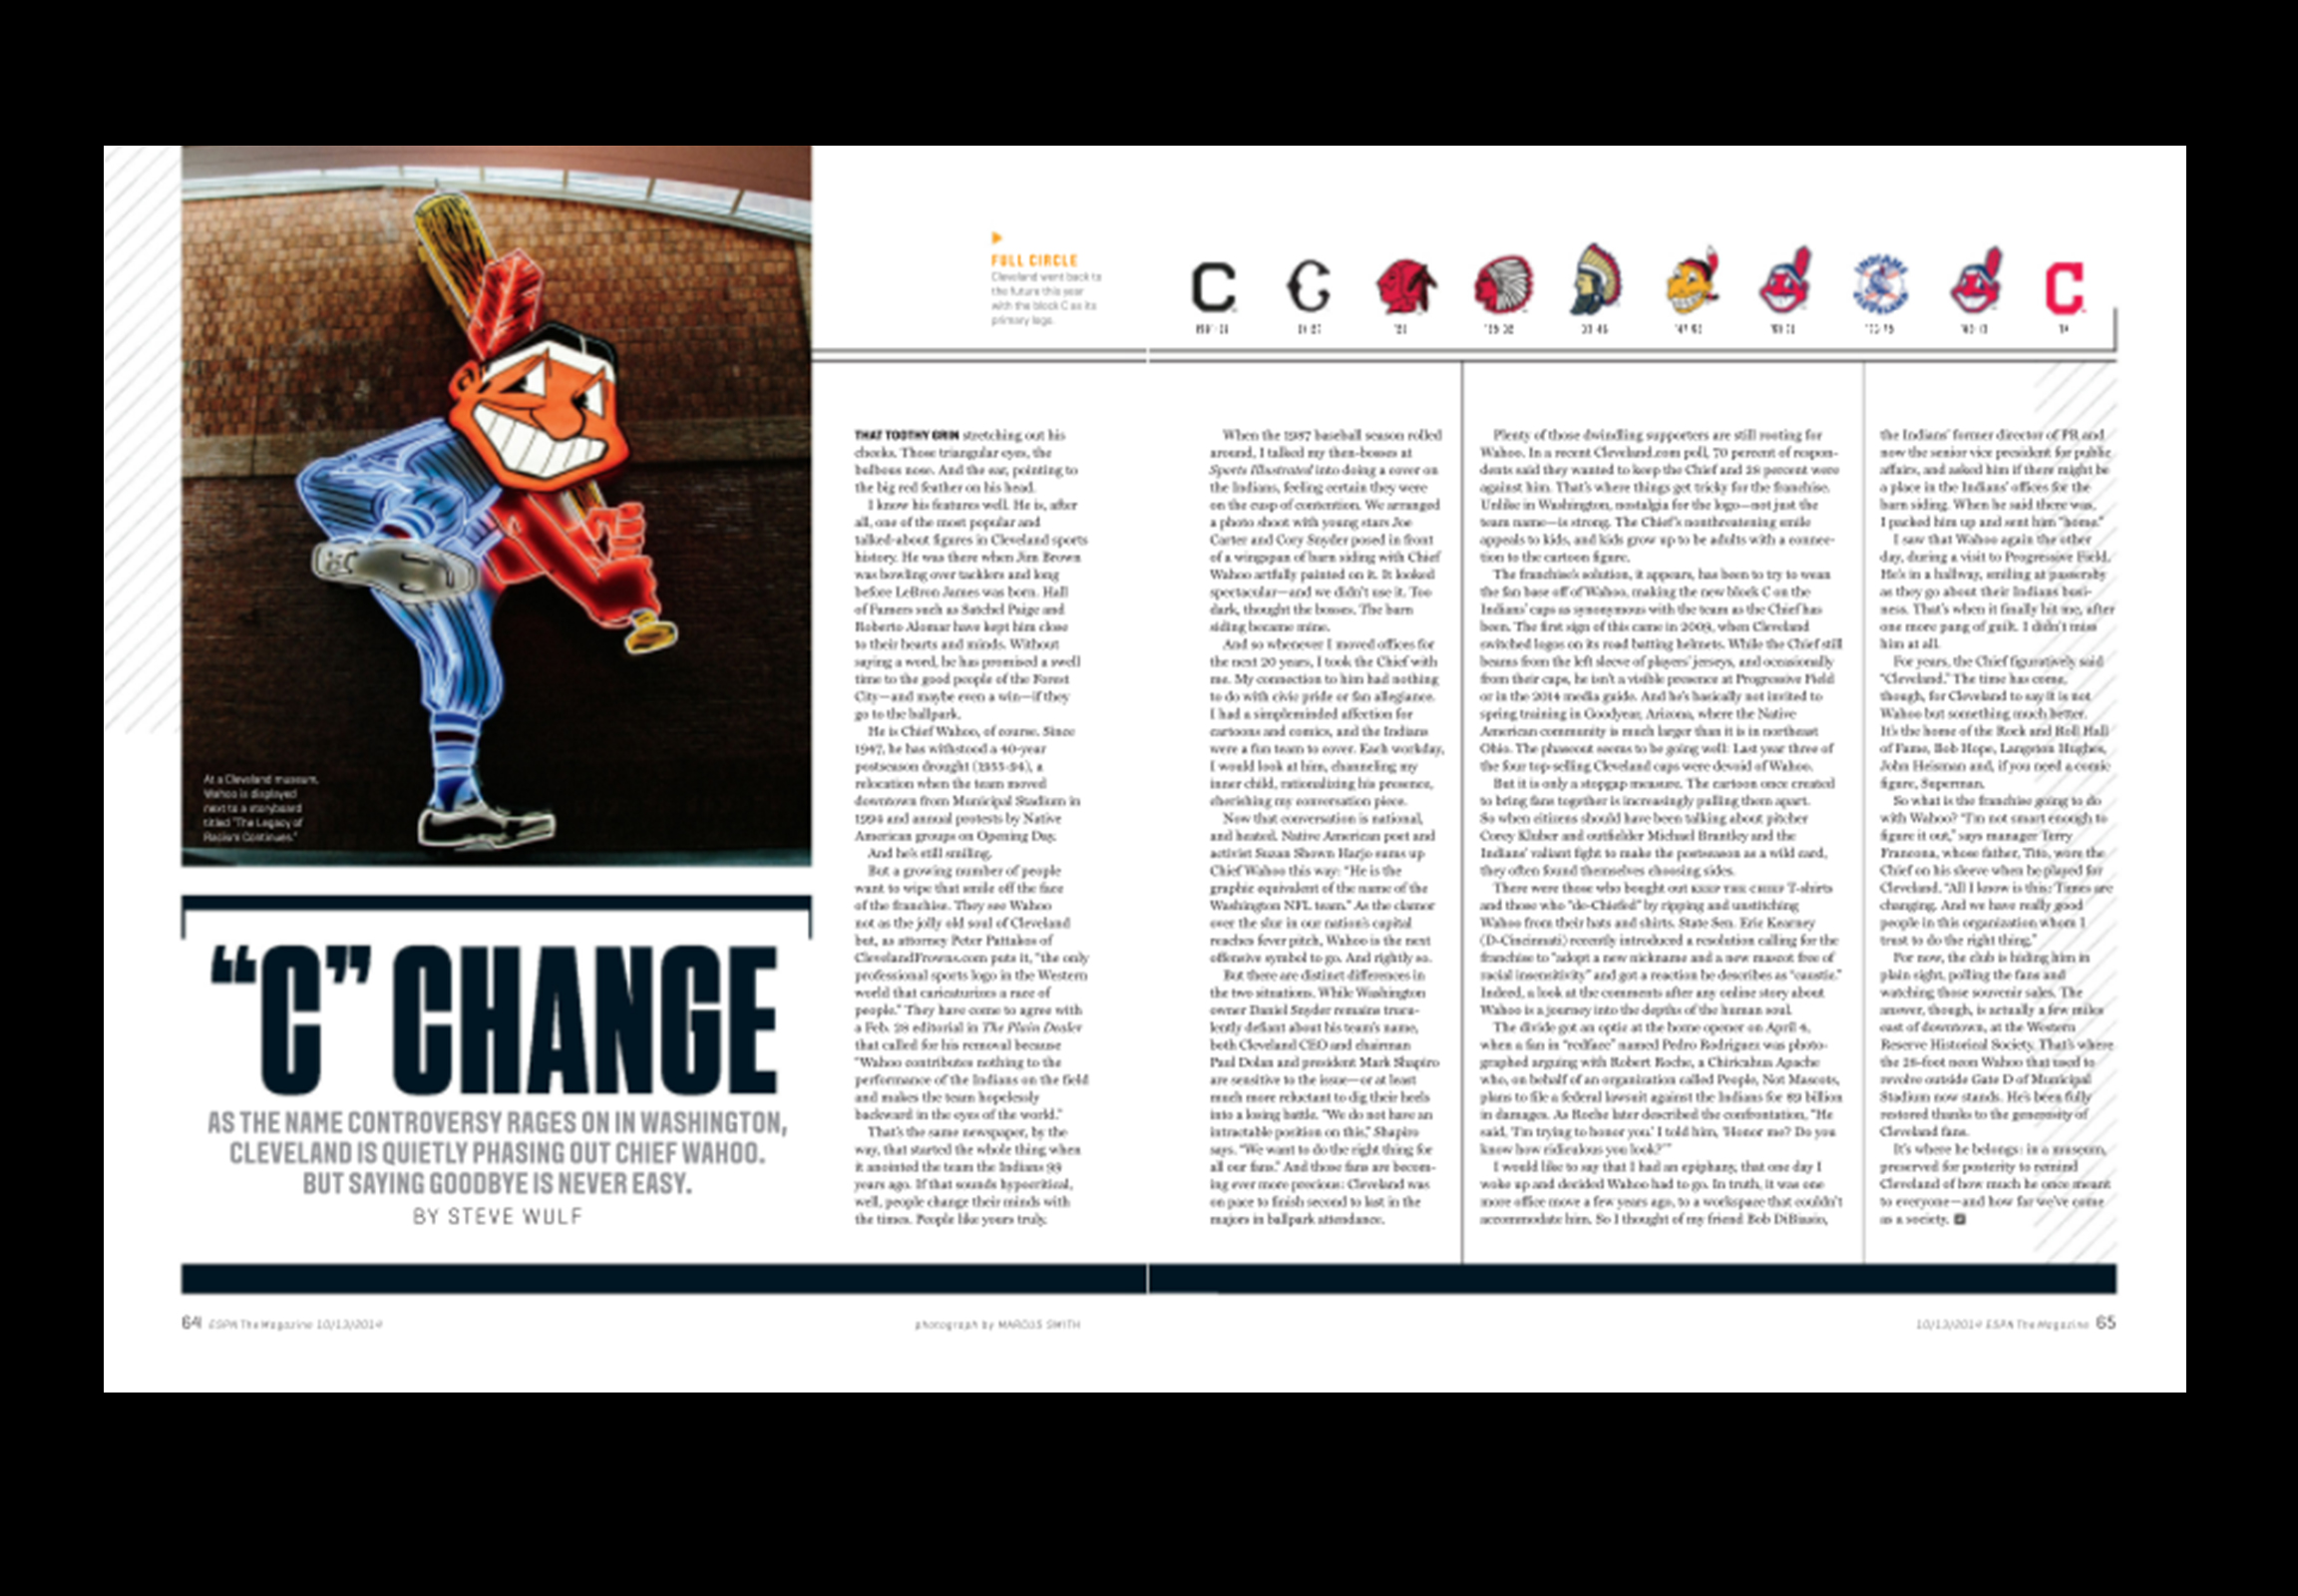 At a Cleveland museum,
Wahoo is displayed
next to a storyboard
titled "The Legacy of
Racism Continues."
“C” CHANGE
AS THE NAME CONTROVERSY RAGES ON IN WASHINGTON,
CLEVELAND IS QUIETLY PHASING OUT CHIEF WAHOO.
BUT SAYING GOODBYE IS NEVER EASY.
BY STEVE WULF
FULL CIRCLE
Cleveland went back to
the future this year
with the block C as its
primary logo.
C
C
INDIANS
CLEVELAND
C
THAT TOOTHY GRIN stretching out his
cheeks. Those triangular eyes, the
bulbous nose. And the ear, pointing to
the big red feather on his head.
I know his features well. He is, after
all, one of the most popular and
talked-about figures in Cleveland sports
history. He was there when Jim Brown
was bowling over tacklers and long
before LeBron James was born. Hall
of Famers such as Satchel Paige and
Roberto Alomar have kept him close
to their hearts and minds. Without
saying a word, he has promised a swell
time to the good people of the Forest
City—and maybe even a win—if they
go to the ballpark.
He is Chief Wahoo, of course. Since
1947, he has withstood a 40-year
postseason drought (1955-94), a
relocation when the team moved
downtown from Municipal Stadium in
1994 and annual protests by Native
American groups on Opening Day.
And he's still smiling.
But a growing number of people
want to wipe that smile off the face
of the franchise. They see Wahoo
not as the jolly old soul of Cleveland
but, as attorney Peter Pattakos of
ClevelandFrowns.com puts it, "the only
professional sports logo in the Western
world that caricaturizes a race of
people." They have come to agree with
a Feb. 28 editorial in The Plain Dealer
that called for his removal because
"Wahoo contributes nothing to the
performance of the Indians on the field
and makes the team hopelessly
backward in the eyes of the world."
That's the same newspaper, by the
way, that started the whole thing when
it anointed the team the Indians 99
years ago. If that sounds hypocritical,
well, people change their minds with
the times. People like yours truly.
When the 1987 baseball season rolled
around, I talked my then-bosses at
Sports Illustrated into doing a cover on
the Indians, feeling certain they were
on the cusp of contention. We arranged
a photo shoot with young stars Joe
Carter and Cory Snyder posed in front
of a wingspan of barn siding with Chief
Wahoo artfully painted on it. It looked
spectacular—and we didn't use it. Too
dark, thought the bosses. The barn
siding became mine.
And so whenever I moved offices for
the next 20 years, I took the Chief with
me. My connection to him had nothing
to do with civic pride or fan allegiance.
I had a simpleminded affection for
cartoons and comics, and the Indians
were a fun team to cover. Each workday,
I would look at him, channeling my
inner child, rationalizing his presence,
cherishing my conversation piece.
Now that conversation is national,
and heated. Native American poet and
activist Suzan Shown Harjo sums up
Chief Wahoo this way: "He is the
graphic equivalent of the name of the
Washington NFL team." As the clamor
over the slur in our nation's capital
reaches fever pitch, Wahoo is the next
offensive symbol to go. And rightly so.
But there are distinct differences in
the two situations. While Washington
owner Daniel Snyder remains trucu-
lently defiant about his team's name,
both Cleveland CEO and chairman
Paul Dolan and president Mark Shapiro
are sensitive to the issue—or at least
much more reluctant to dig their heels
into a losing battle. "We do not have an
intractable position on this," Shapiro
says. "We want to do the right thing for
all our fans." And those fans are becom-
ing ever more precious: Cleveland was
on pace to finish second to last in the
majors in ballpark attendance.
Plenty of those dwindling supporters are still rooting for
Wahoo. In a recent Cleveland.com poll, 70 percent of respon-
dents said they wanted to keep the Chief and 28 percent were
against him. That's where things get tricky for the franchise.
Unlike in Washington, nostalgia for the logo—not just the
team name—is strong. The Chief's nonthreatening smile
appeals to kids, and kids grow up to be adults with a connec-
tion to the cartoon figure.
The franchise's solution, it appears, has been to try to wean
the fan base off of Wahoo, making the new block C on the
Indians' caps as synonymous with the team as the Chief has
been. The first sign of this came in 2009, when Cleveland
switched logos on its road batting helmets. While the Chief still
beams from the left sleeve of players' jerseys, and occasionally
from their caps, he isn't a visible presence at Progressive Field
or in the 2014 media guide. And he's basically not invited to
spring training in Goodyear, Arizona, where the Native
American community is much larger than it is in northeast
Ohio. The phaseout seems to be going well: Last year three of
the four top-selling Cleveland caps were devoid of Wahoo.
But it is only a stopgap measure. The cartoon once created
to bring fans together is increasingly pulling them apart.
So when citizens should have been talking about pitcher
Corey Kluber and outfielder Michael Brantley and the
Indians' valiant fight to make the postseason as a wild card,
they often found themselves choosing sides.
There were those who bought out KEEP THE CHIEF T-shirts
and those who "de-Chiefed" by ripping and unstitching
Wahoo from their hats and shirts. State Sen. Eric Kearney
(D-Cincinnati) recently introduced a resolution calling for the
franchise to "adopt a new nickname and a new mascot free of
racial insensitivity" and got a reaction he describes as "caustic."
Indeed, a look at the comments after any online story about
Wahoo is a journey into the depths of the human soul.
The divide got an optic at the home opener on April 4,
when a fan in "redface" named Pedro Rodriguez was photo-
graphed arguing with Robert Roche, a Chiricahua Apache
who, on behalf of an organization called People, Not Mascots,
plans to file a federal lawsuit against the Indians for $9 billion
in damages. As Roche later described the confrontation, "He
said, 'I'm trying to honor you.' I told him, 'Honor me? Do you
know how ridiculous you look?'"
I would like to say that I had an epiphany, that one day I
woke up and decided Wahoo had to go. In truth, it was one
more office move a few years ago, to a workspace that couldn't
accommodate him. So I thought of my friend Bob DiBiasio,
the Indians' former director of PR and
now the senior vice president for public
affairs, and asked him if there might be
a place in the Indians' offices for the
barn siding. When he said there was,
I packed him up and sent him "home."
I saw that Wahoo again the other
day, during a visit to Progressive Field.
He's in a hallway, smiling at passersby
as they go about their Indians busi-
ness. That's when it finally hit me, after
one more pang of guilt. I didn't miss
him at all.
For years, the Chief figuratively said
"Cleveland." The time has come,
though, for Cleveland to say it is not
Wahoo but something much better.
It's the home of the Rock and Roll Hall
of Fame, Bob Hope, Langston Hughes,
John Heisman and, if you need a comic
figure, Superman.
So what is the franchise going to do
with Wahoo? "I'm not smart enough to
figure it out," says manager Terry
Francona, whose father, Tito, wore the
Chief on his sleeve when he played for
Cleveland. "All I know is this: Times are
changing. And we have really good
people in this organization whom I
trust to do the right thing."
For now, the club is hiding him in
plain sight, polling the fans and
watching those souvenir sales. The
answer, though, is actually a few miles
east of downtown, at the Western
Reserve Historical Society. That's where
the 28-foot neon Wahoo that used to
revolve outside Gate D of Municipal
Stadium now stands. He's been fully
restored thanks to the generosity of
Cleveland fans.
It's where he belongs: in a museum,
preserved for posterity to remind
Cleveland of how much he once meant
to everyone—and how far we've come
as a society.
64 ESPN The Magazine 10/13/2014
photograph by MARCUS SMITH
10/13/2014 ESPN The Magazine 65